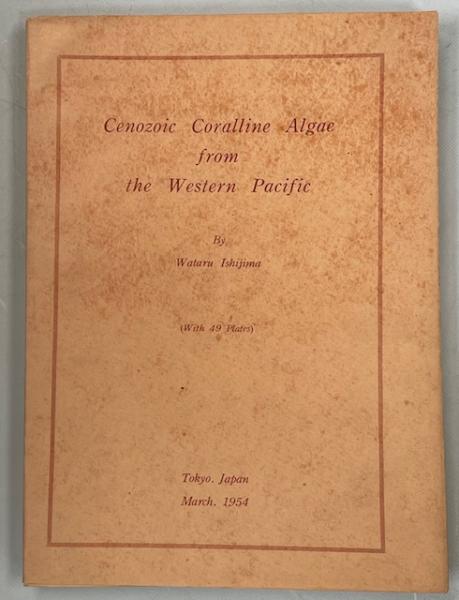 Cenozoic Coralline Algae
from
the Western Pacific
By
Wataru Ishijima
(With 49 Plates)
Tokyo. Japan
March. 1954